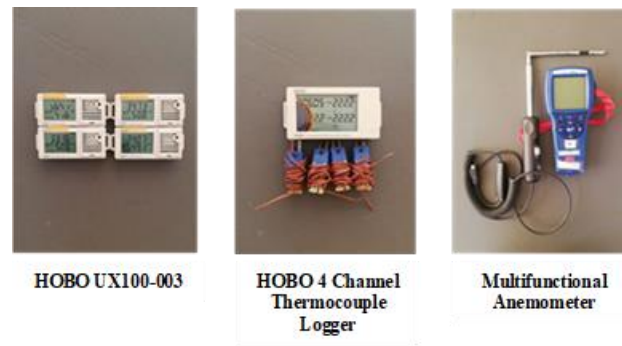 HOBO UX100-003
HOBO 4 Channel
Thermocouple
Logger
Multifunctional
Anemometer